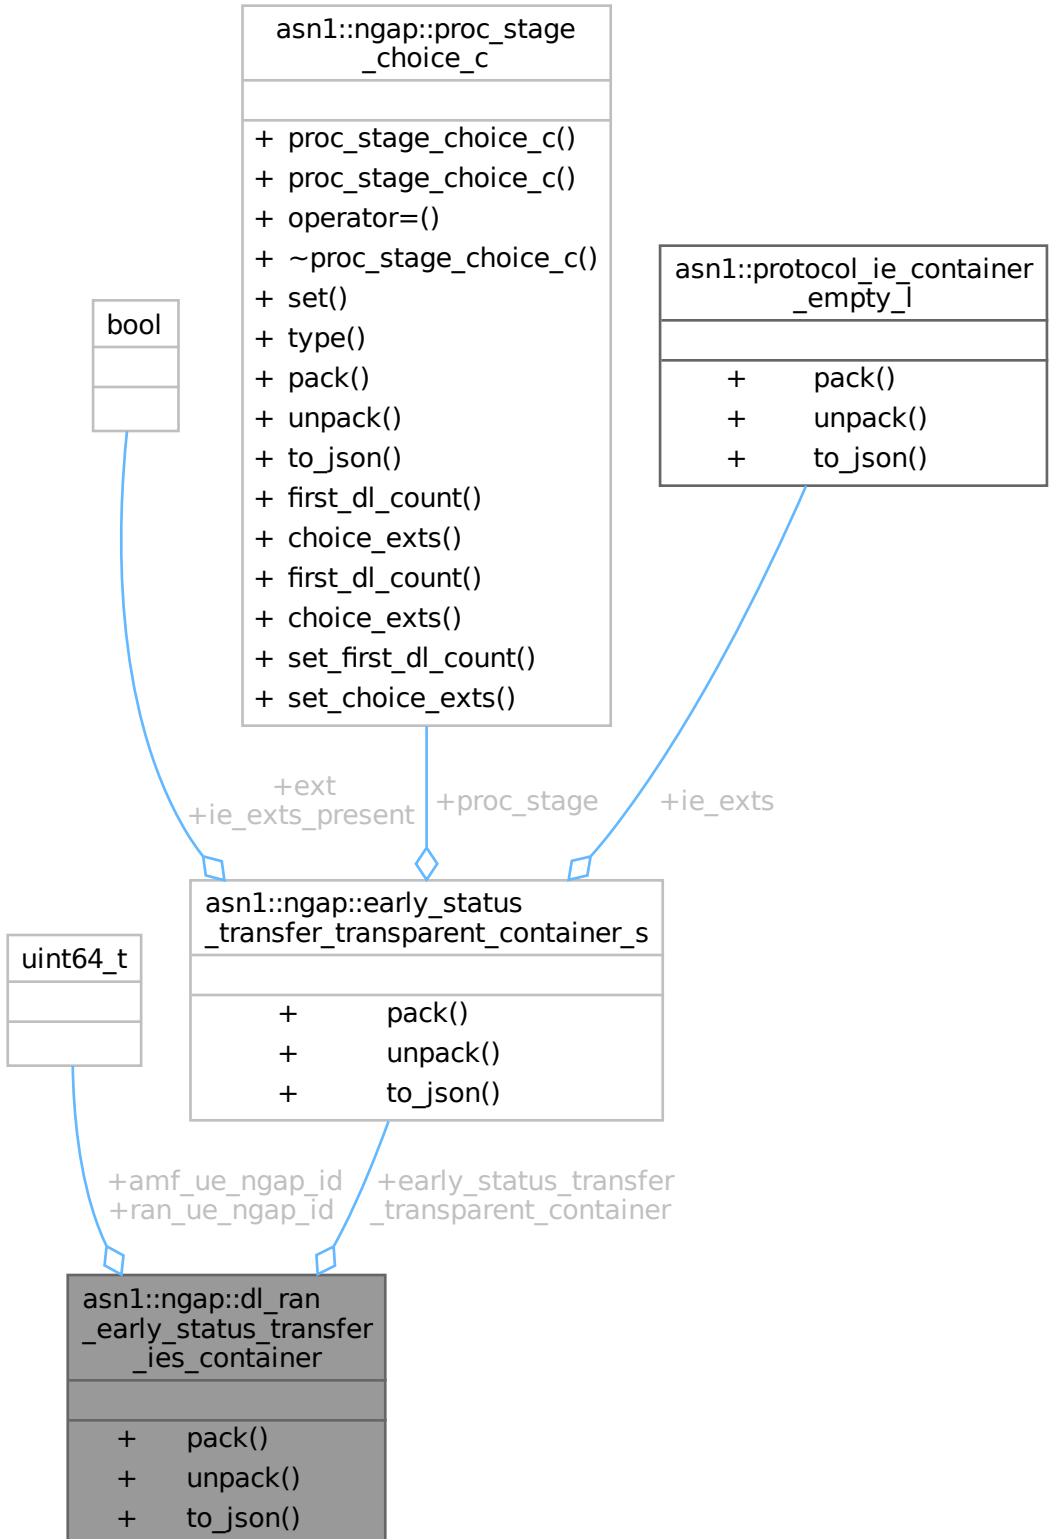 asn1::ngap::proc_stage
_choice_c
+ proc_stage_choice_c()
+ proc_stage_choice_c()
+ operator=()
+ ~proc_stage_choice_c()
+ set()
+ type()
+ pack()
+ unpack()
+ to_json()
+ first_dl_count()
+ choice_exts()
+ first_dl_count()
+ choice_exts()
+ set_first_dl_count()
+ set_choice_exts()
asn1::protocol_ie_container
_empty_l
+ pack()
+ unpack()
+ to_json()
bool
+ext
+ie_exts_present
+proc_stage
+ie_exts
asn1::ngap::early_status
_transfer_transparent_container_s
+ pack()
+ unpack()
+ to_json()
uint64_t
+amf_ue_ngap_id
+ran_ue_ngap_id
+early_status_transfer
_transparent_container
asn1::ngap::dl_ran
_early_status_transfer
_ies_container
+ pack()
+ unpack()
+ to_json()